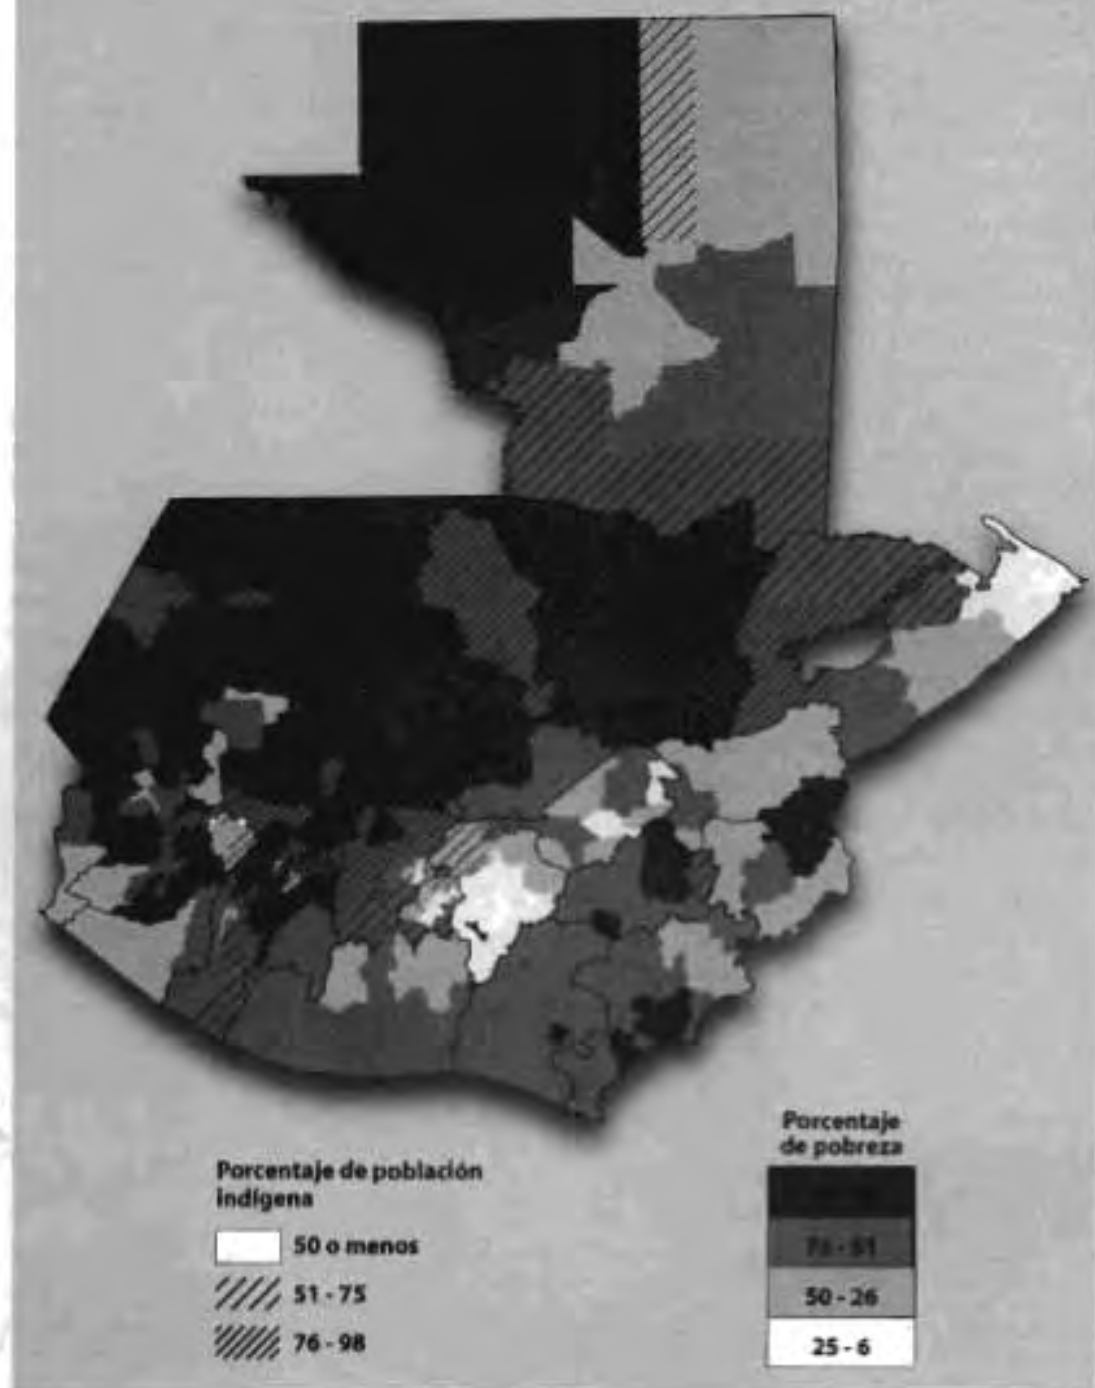 Porcentaje de población
indígena
50 o menos
51 - 75
76 - 98
Porcentaje
de pobreza
50 - 26
25 - 6